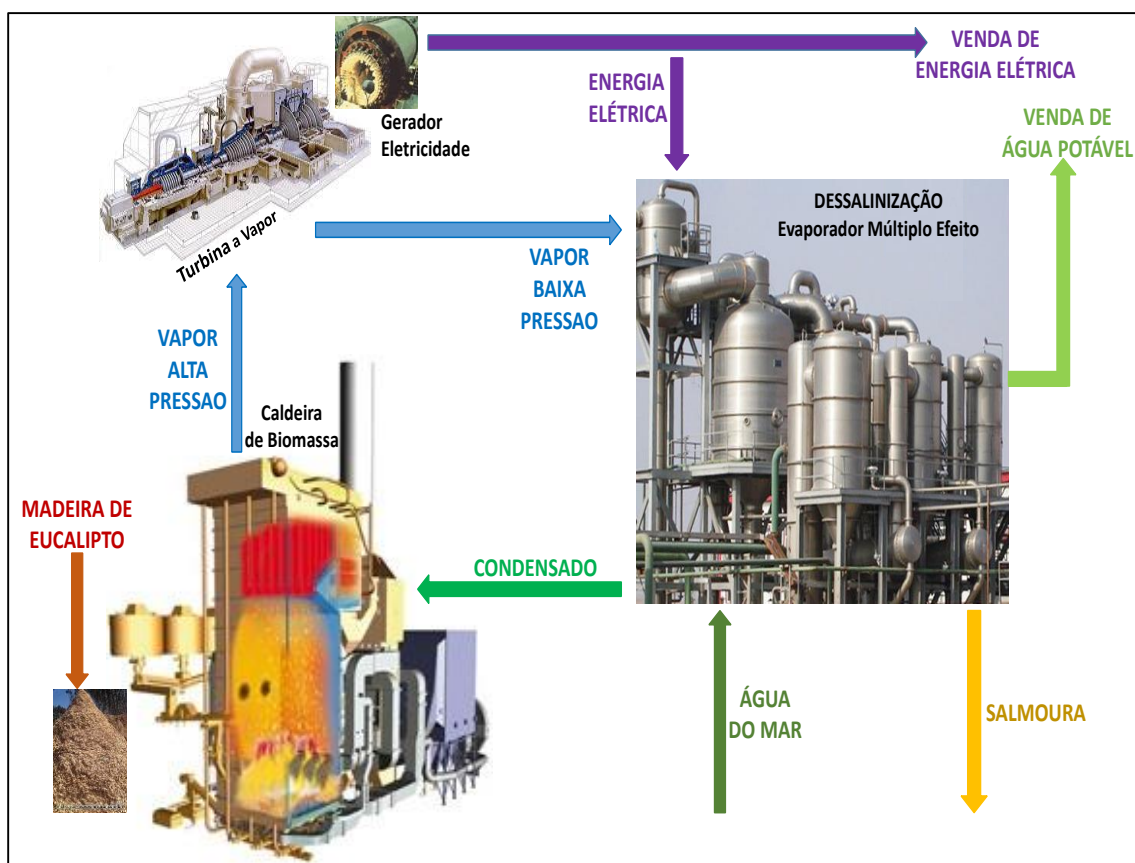 VENDA DE
ENERGIA ELÉTRICA
ENERGIA
ELÉTRICA
Gerador
Eletricidade
VENDA DE
ÁGUA POTÁVEL
Turbina a Vapor
DESSALINIZAÇÃO
Evaporador Múltiplo Efeito
VAPOR
BAIXA
PRESSAO
VAPOR
ALTA
PRESSAO
Caldeira
de Biomassa
MADEIRA DE
EUCALIPTO
CONDENSADO
ÁGUA
DO MAR
SALMOURA